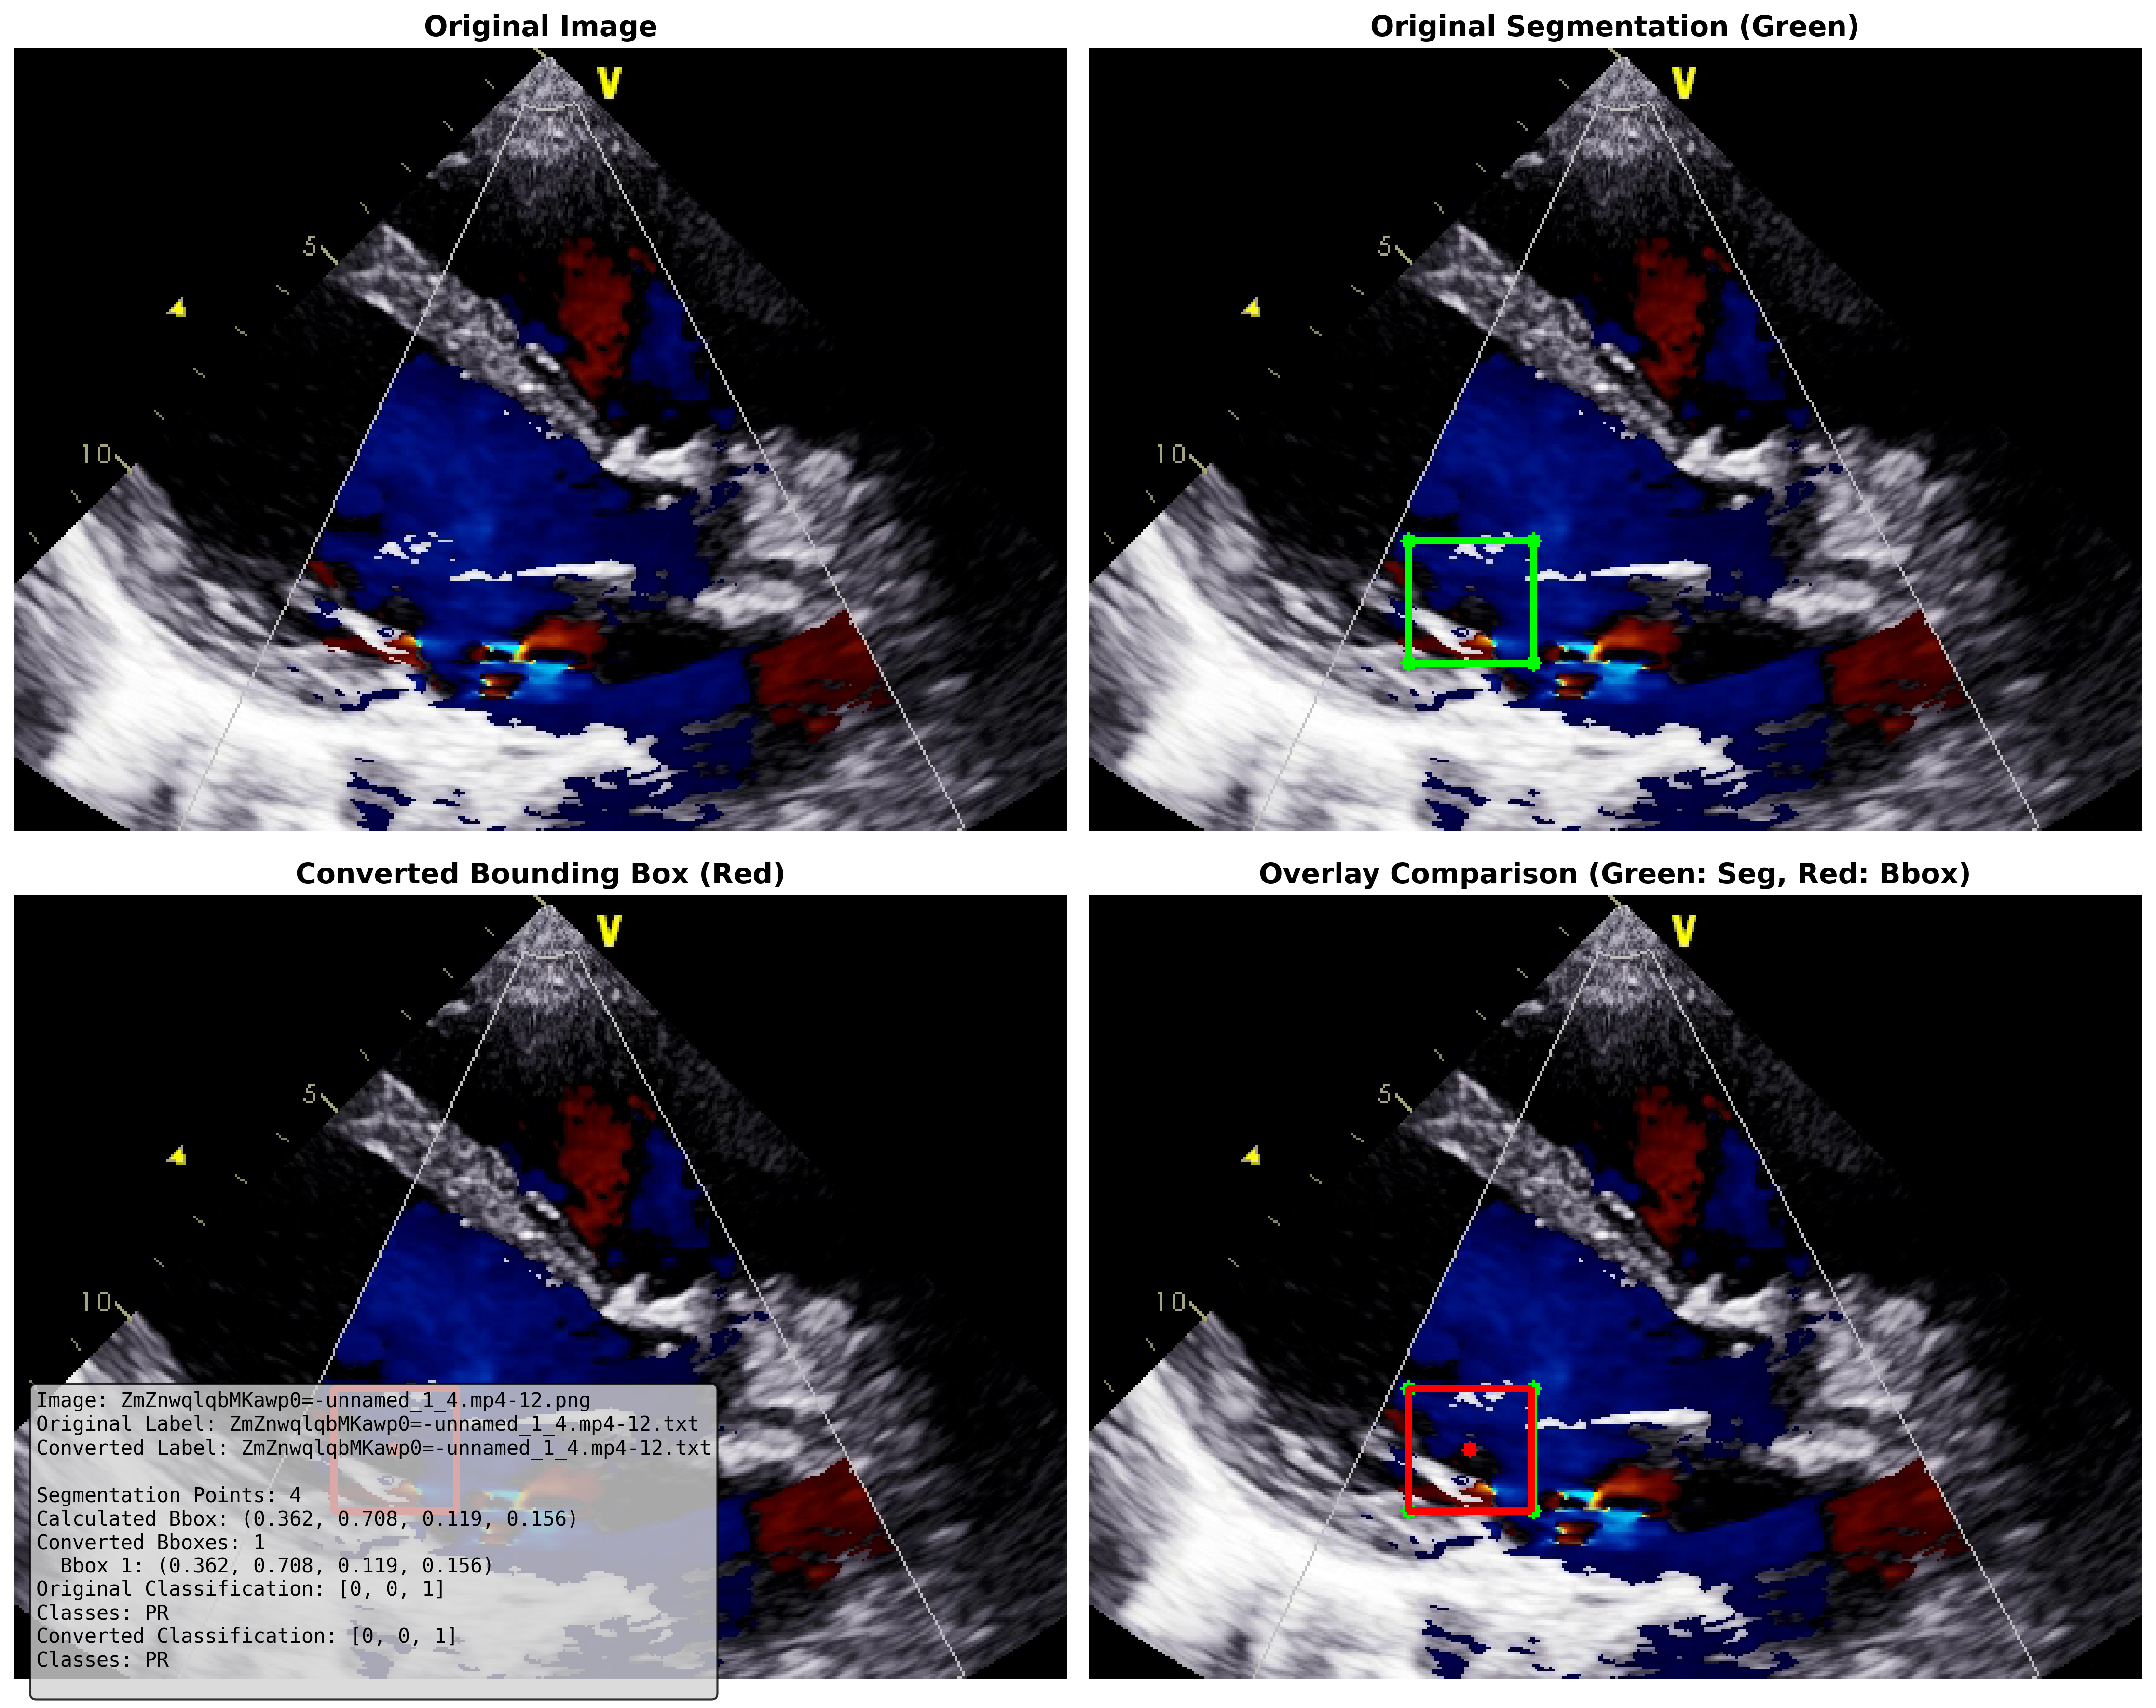 Original Image
Original Segmentation (Green)
V
5
10
V
5
10
Converted Bounding Box (Red)
Overlay Comparison (Green: Seg, Red: Bbox)
V
5
10
V
5
10
Image: ZmZnwqlqbMKawp0=-unnamed_1_4.mp4-12.png
Original Label: ZmZnwqlqbMKawp0=-unnamed_1_4.mp4-12.txt
Converted Label: ZmZnwqlqbMKawp0=-unnamed_1_4.mp4-12.txt
Segmentation Points: 4
Calculated Bbox: (0.362, 0.708, 0.119, 0.156)
Converted Bboxes: 1
Bbox 1: (0.362, 0.708, 0.119, 0.156)
Original Classification: [0, 0, 1]
Classes: PR
Converted Classification: [0, 0, 1]
Classes: PR